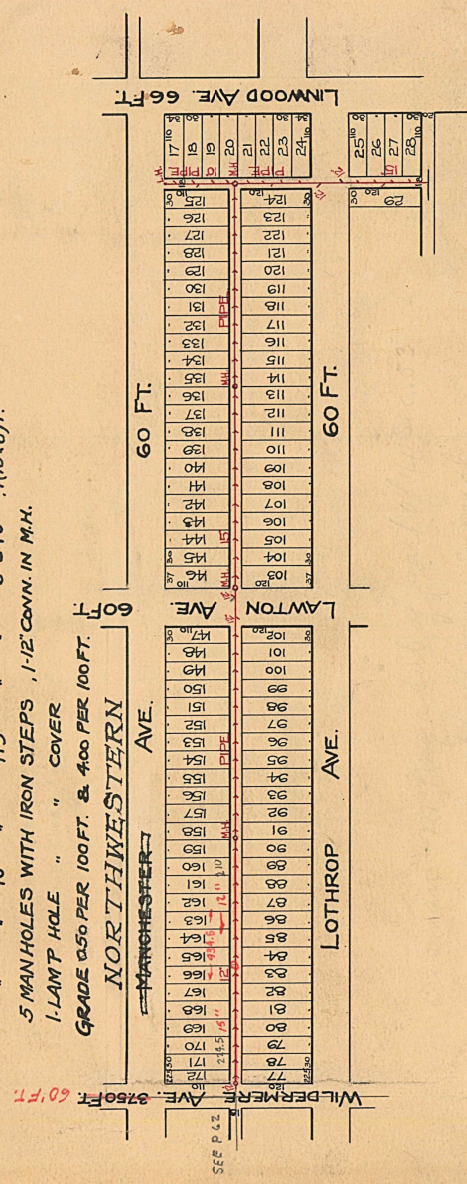 5 MANHOLES WITH IRON STEPS, 1-12" CONN. IN M.H.
1-LAMP HOLE " " COVER
GRADE 0.50 PER 100 FT. & 4.00 PER 100 FT.
NORTHWESTERN
MANCHESTER AVE.
60 FT.
LINWOOD AVE. 66 FT.
LAWTON AVE. 60 FT.
WILDERMERE AVE. 37.50 FT. 60 FT.
LOTHROP AVE.
60 FT.
SEE P 62
17 18 19 20 21 22 23 24
25 26 27 28
29
125 126 127 128 129 130 131 132 133 134 135 136 137 138 139 140 141 142 143 144 145 146
124 123 122 121 120 119 118 117 116 115 114 113 112 111 110 109 108 107 106 105 104 103
147 148 149 150 151 152 153 154 155 156 157 158 159 160 161 162 163 164 165 166 167 168 169 170 171 172
102 101 100 99 98 97 96 95 94 93 92 91 90 89 88 87 86 85 84 83 82 81 80 79 78 77
L.H.
PIPE
M.H.
PIPE
M.H.
15
M.H.
PIPE
M.H.
12"
12"
15"